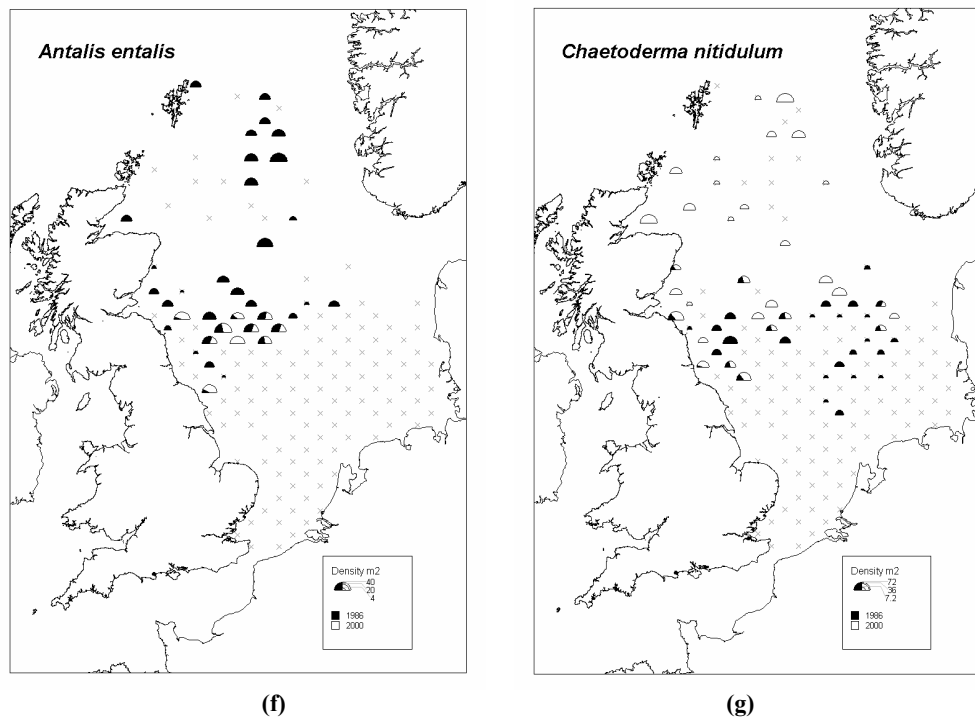 Antalis entalis
Density m2
40
20
4
1986
2000
(f)
Chaetoderma nitidulum
Density m2
72
36
7.2
1986
2000
(g)